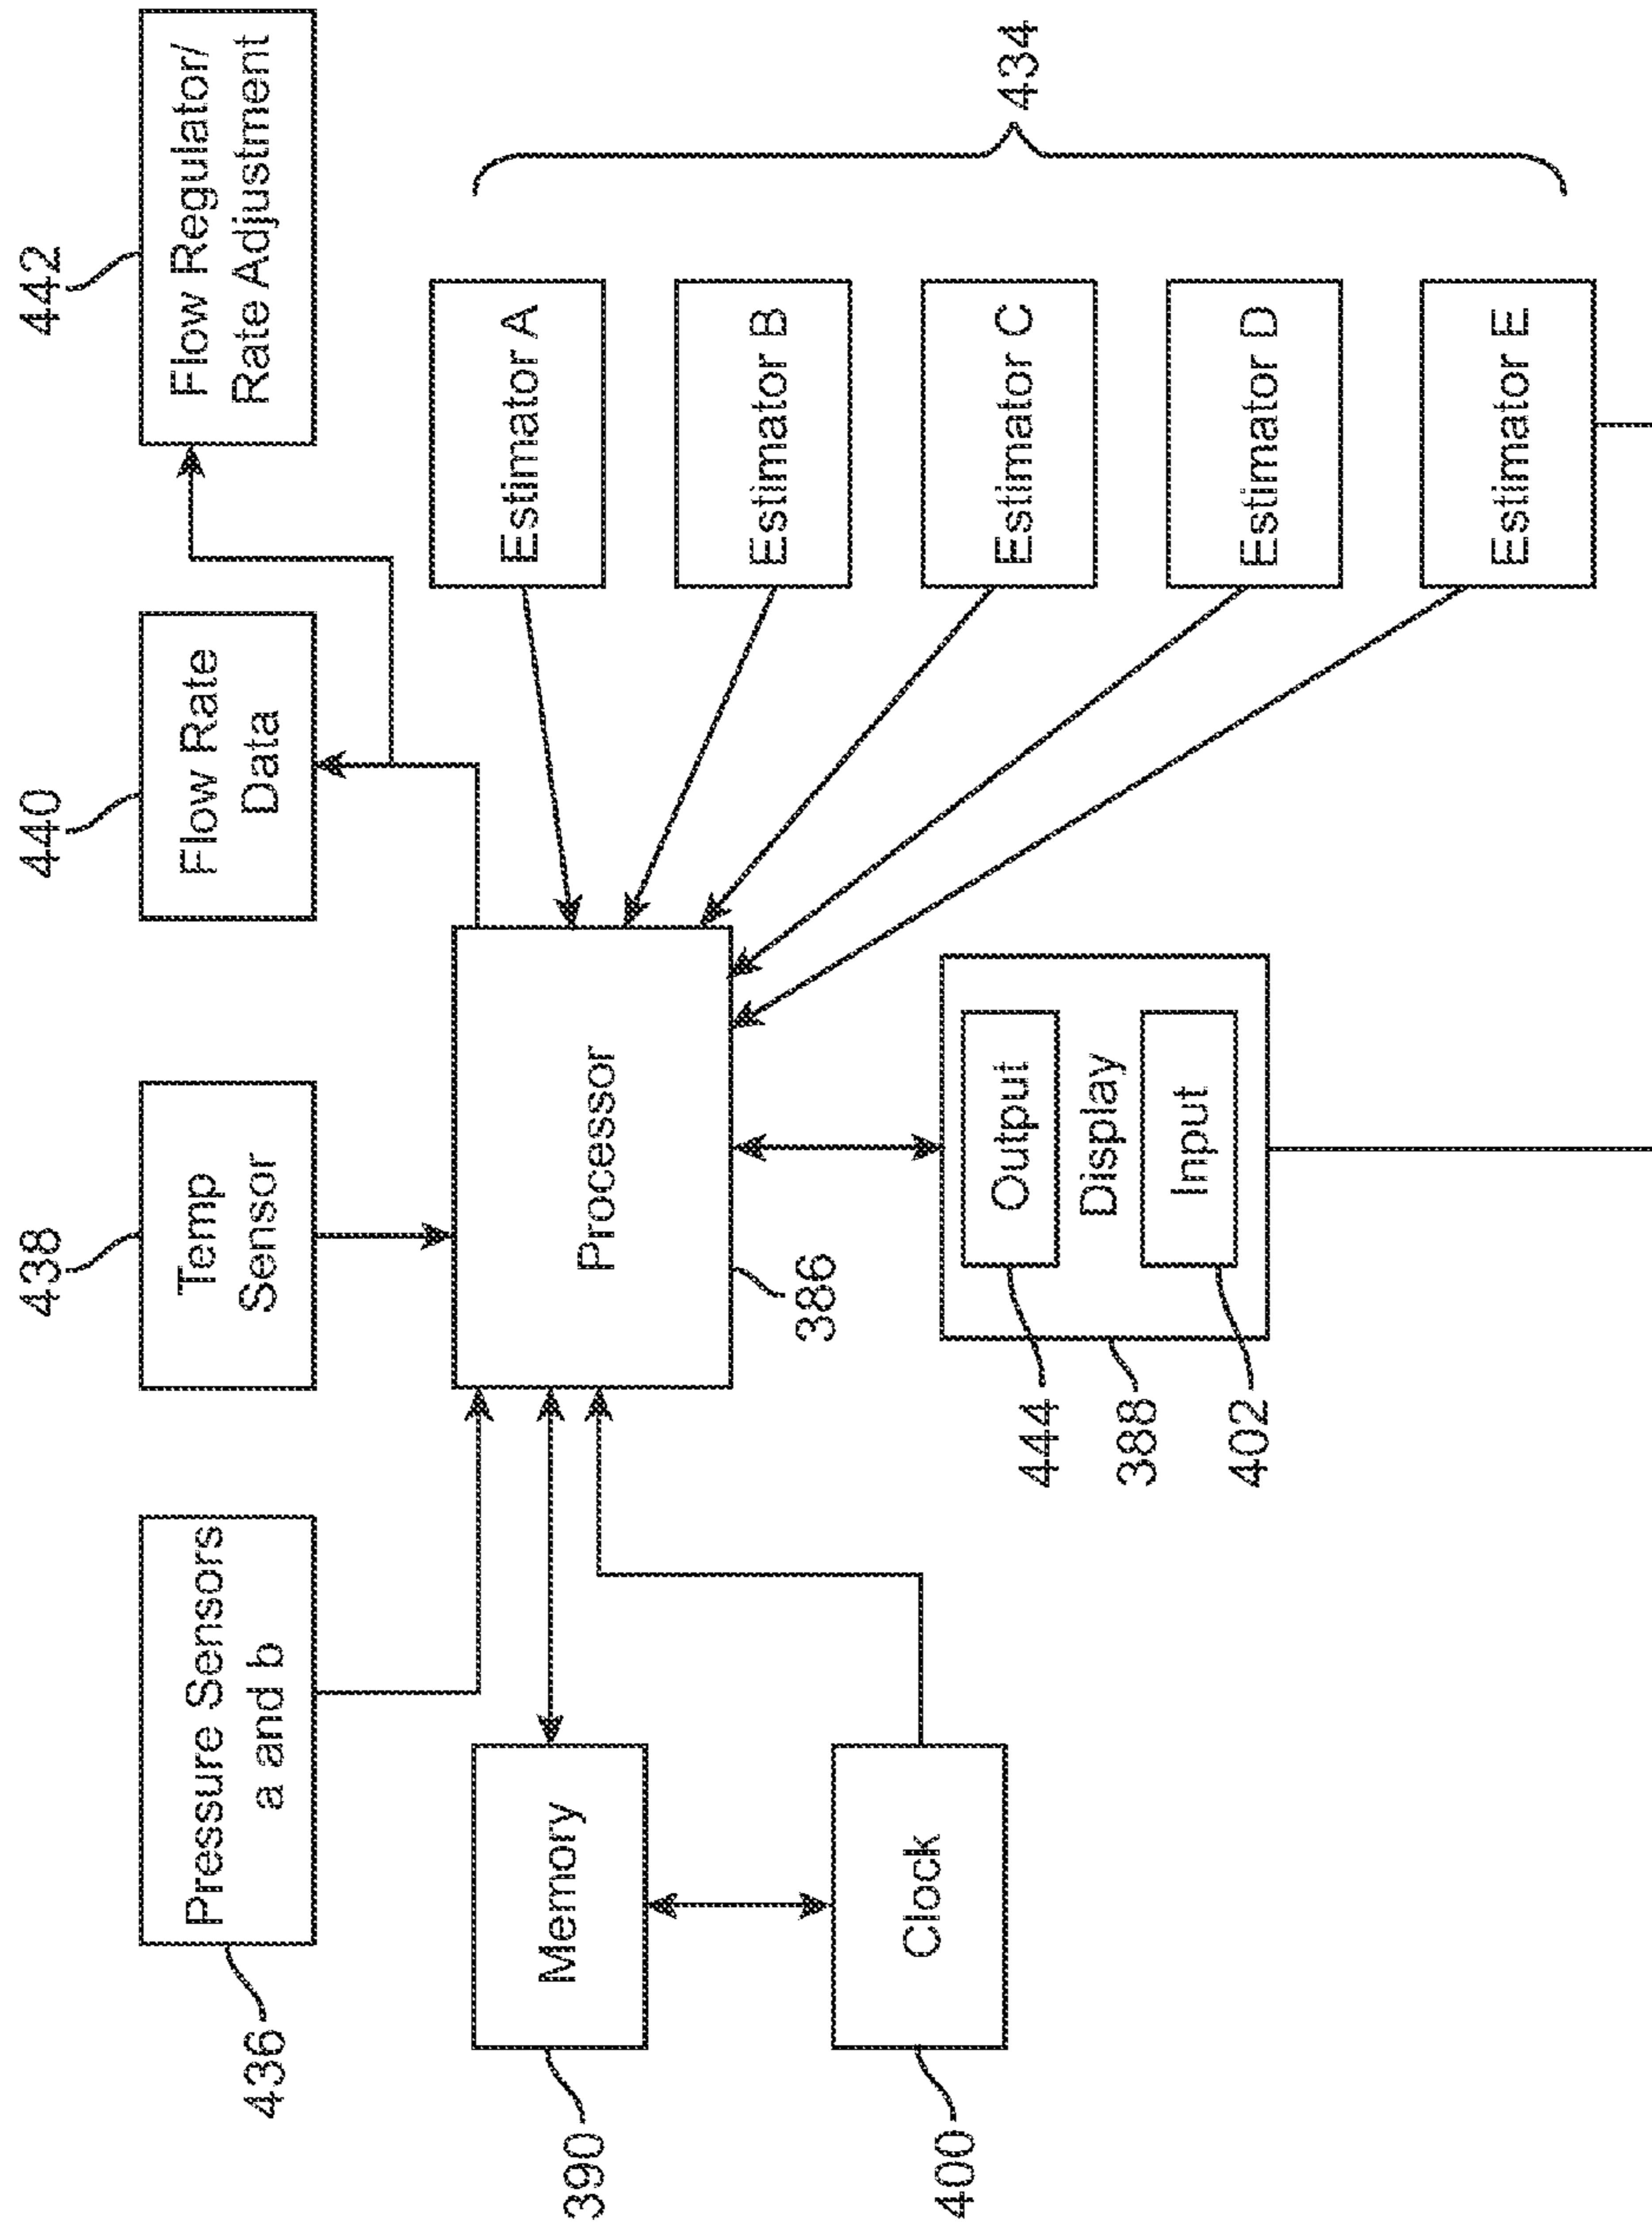 436
Pressure Sensors
a and b
438
Temp
Sensor
440
Flow Rate
Data
442
Flow Regulator/
Rate Adjustment
390
Memory
400
Clock
Processor
386
444
Output
Display
388
Input
402
Estimator A
Estimator B
Estimator C
Estimator D
Estimator E
434